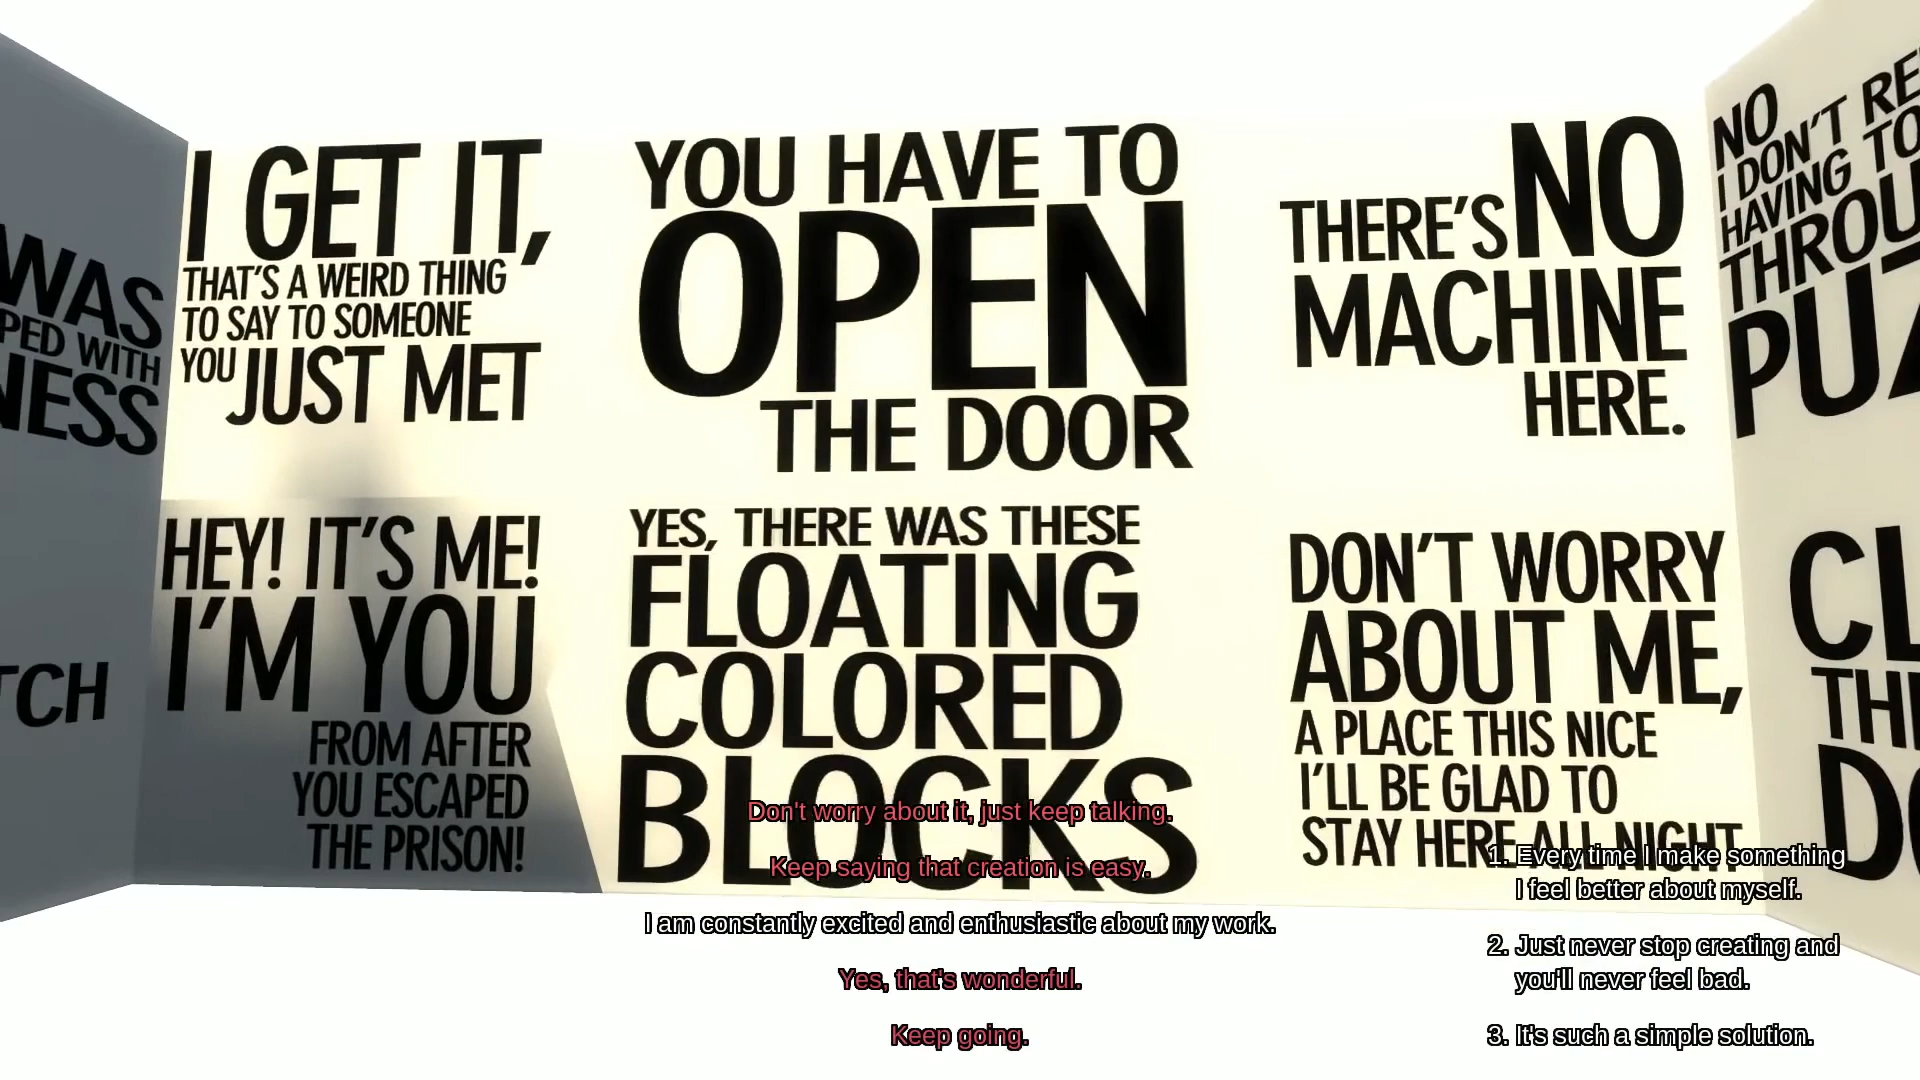 WAS
PED WITH
NESS
TCH
I GET IT,
THAT'S A WEIRD THING
TO SAY TO SOMEONE
YOU JUST MET
HEY! IT'S ME!
I'M YOU
FROM AFTER
YOU ESCAPED
THE PRISON!
YOU HAVE TO
OPEN
THE DOOR
YES, THERE WAS THESE
FLOATING
COLORED
BLOCKS
THERE'S NO
MACHINE
HERE.
DON'T WORRY
ABOUT ME,
A PLACE THIS NICE
I'LL BE GLAD TO
STAY HERE ALL NIGHT
NO
I DON'T RE
HAVING TO
THROU
PUZ
CL
THE
DO
Don't worry about it, just keep talking.
Keep saying that creation is easy.
I am constantly excited and enthusiastic about my work.
Yes, that's wonderful.
Keep going.
1. Every time I make something
I feel better about myself.
2. Just never stop creating and
you'll never feel bad.
3. It's such a simple solution.